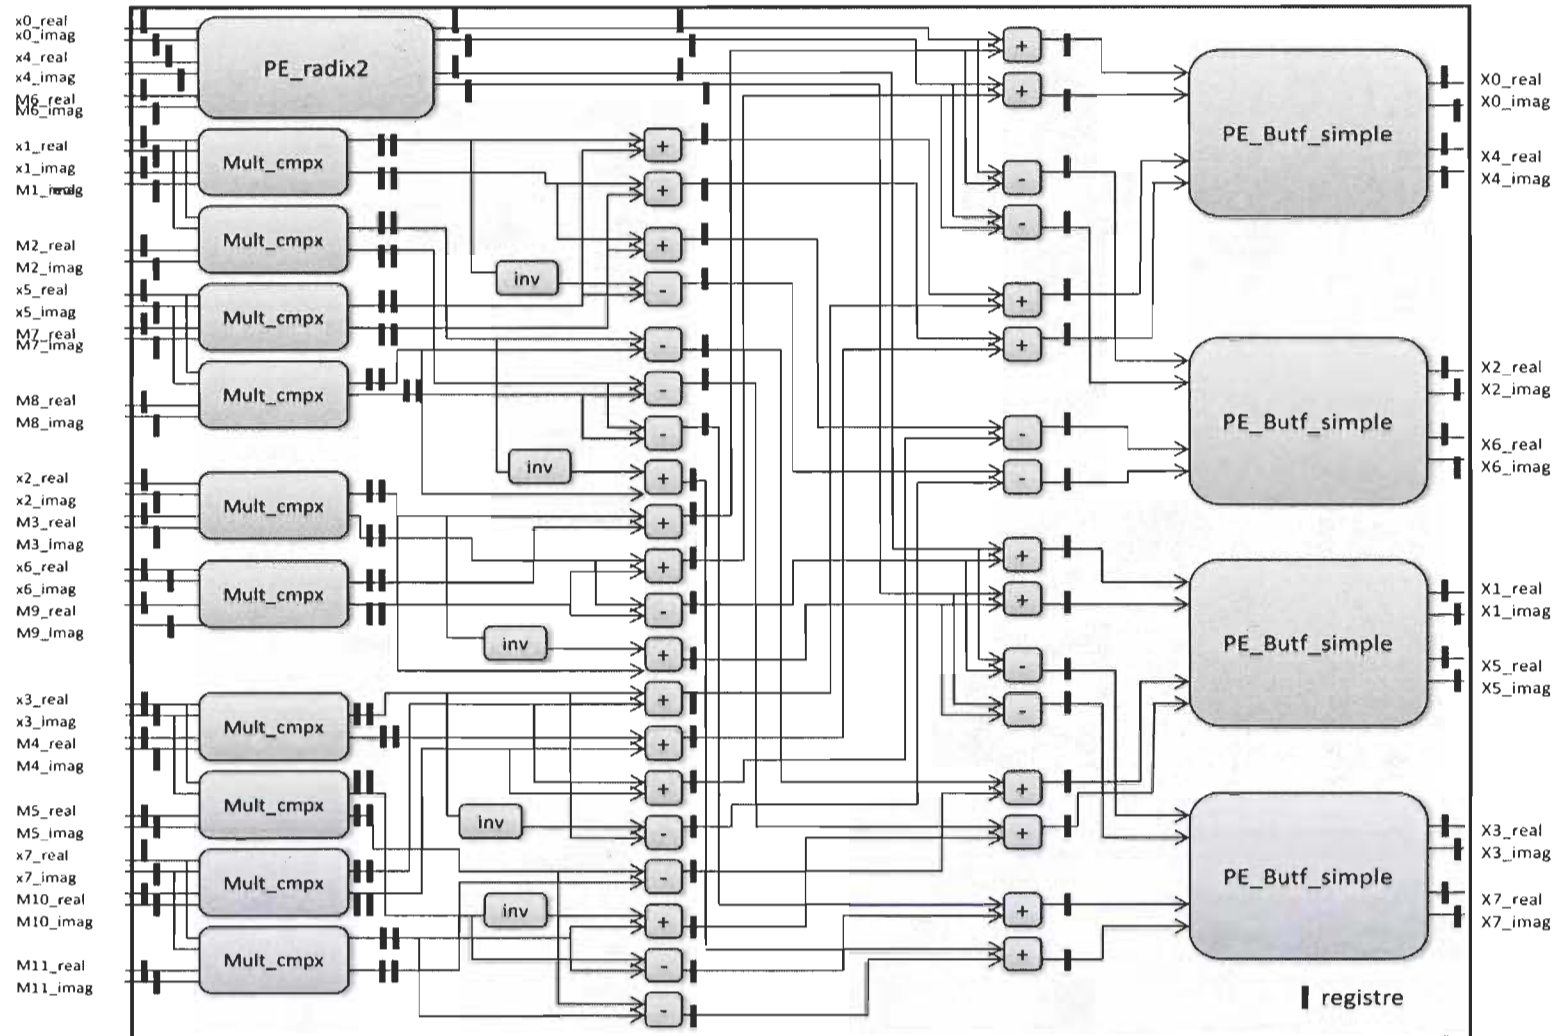 x0_real
x0_imag
x4_real
x4_imag
M6_real
M6_imag
x1_real
x1_imag
M2_real
M2_imag
x5_real
x5_imag
M7_real
M7_imag
M8_real
M8_imag
x2_real
x2_imag
M3_real
M3_imag
x6_real
x6_imag
M9_real
M9_imag
x3_real
x3_imag
M4_real
M4_imag
M5_real
M5_imag
x7_real
x7_imag
M10_real
M10_imag
M11_real
M11_imag
PE_radix2
Mult_cmpx
Mult_cmpx
Mult_cmpx
Mult_cmpx
Mult_cmpx
Mult_cmpx
Mult_cmpx
Mult_cmpx
Mult_cmpx
Mult_cmpx
inv
inv
inv
inv
inv
+
+
+
-
-
-
-
+
+
+
-
+
+
+
+
-
-
+
-
-
+
+
-
-
+
+
-
-
+
+
-
-
+
+
+
+
PE_Butf_simple
PE_Butf_simple
PE_Butf_simple
PE_Butf_simple
X0_real
X0_imag
X4_real
X4_imag
X2_real
X2_imag
X6_real
X6_imag
X1_real
X1_imag
X5_real
X5_imag
X3_real
X3_imag
X7_real
X7_imag
registre